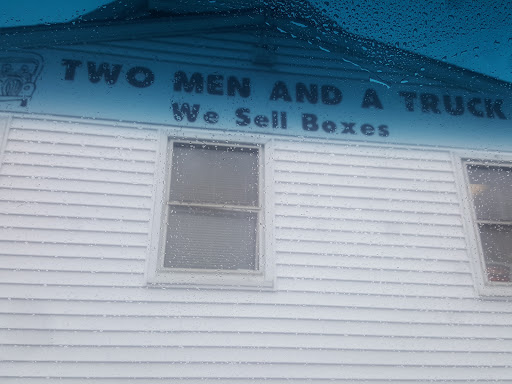 TWO MEN AND A TRUCK
We Sell Boxes